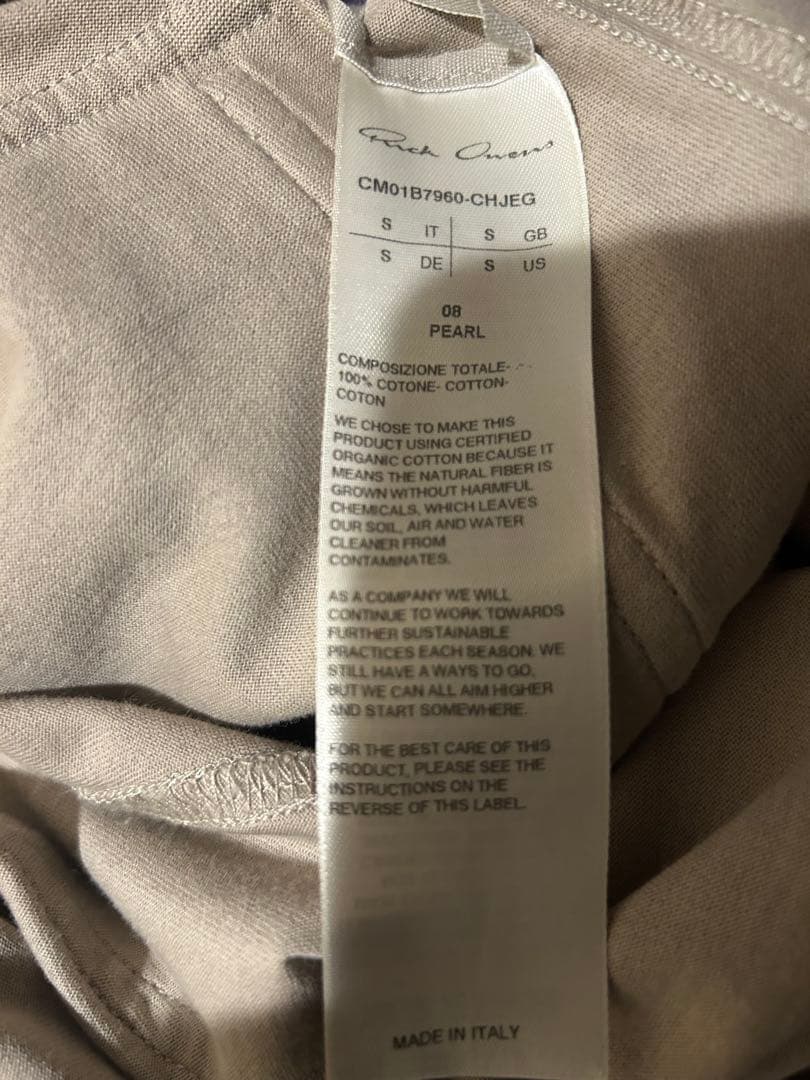 Rick Owens
CM01B7960-CHJEG
S IT S GB
S DE S US
08
PEARL
COMPOSIZIONE TOTALE-
100% COTONE- COTTON-
COTON
WE CHOSE TO MAKE THIS
PRODUCT USING CERTIFIED
ORGANIC COTTON BECAUSE IT
MEANS THE NATURAL FIBER IS
GROWN WITHOUT HARMFUL
CHEMICALS, WHICH LEAVES
OUR SOIL, AIR AND WATER
CLEANER FROM
CONTAMINATES.
AS A COMPANY WE WILL
CONTINUE TO WORK TOWARDS
FURTHER SUSTAINABLE
PRACTICES EACH SEASON. WE
STILL HAVE A WAYS TO GO,
BUT WE CAN ALL AIM HIGHER
AND START SOMEWHERE.
FOR THE BEST CARE OF THIS
PRODUCT, PLEASE SEE THE
INSTRUCTIONS ON THE
REVERSE OF THIS LABEL.
MADE IN ITALY